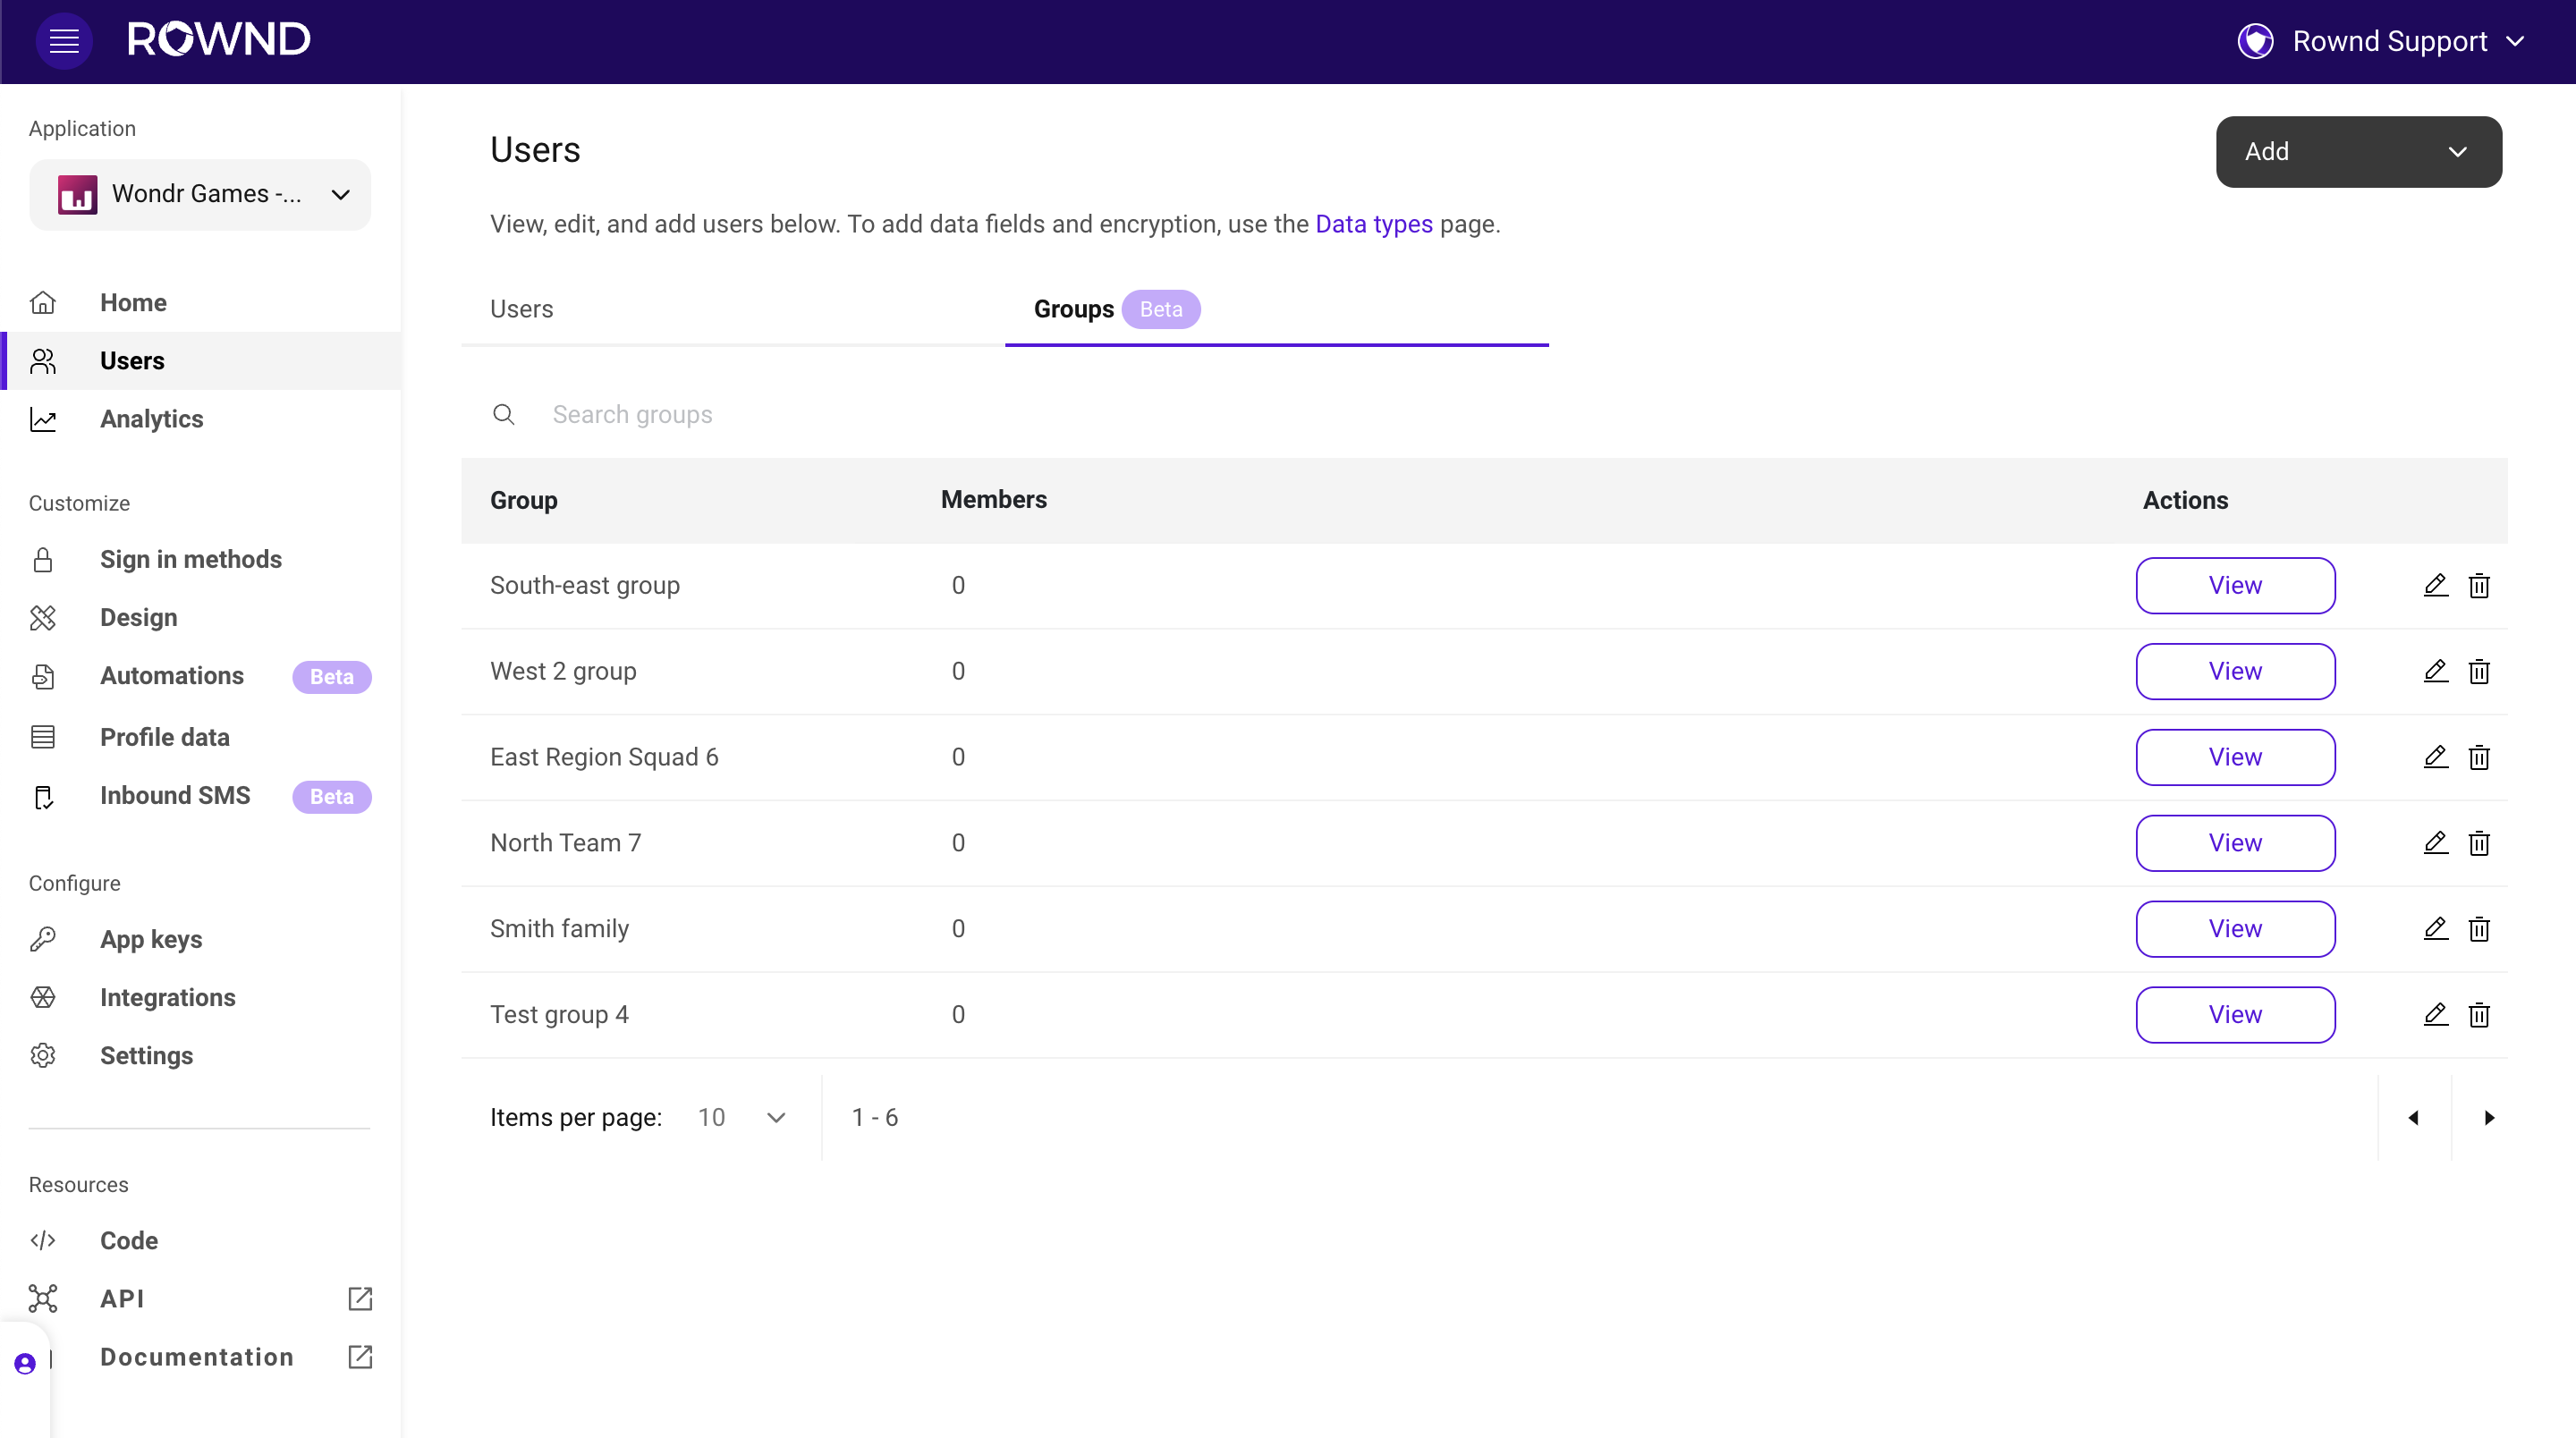 ROWND
Rownd Support
Application
Wondr Games -...
Home
Users
Analytics
Customize
Sign in methods
Design
Automations Beta
Profile data
Inbound SMS Beta
Configure
App keys
Integrations
Settings
Resources
Code
API
Documentation
Users
Add
View, edit, and add users below. To add data fields and encryption, use the Data types page.
Users
Groups Beta
Search groups
Group Members Actions
South-east group 0 View
West 2 group 0 View
East Region Squad 6 0 View
North Team 7 0 View
Smith family 0 View
Test group 4 0 View
Items per page: 10 1 - 6